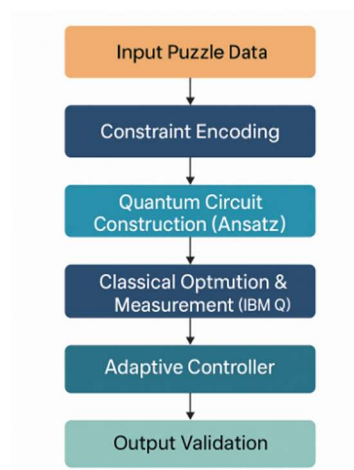 Input Puzzle Data
Constraint Encoding
Quantum Circuit
Construction (Ansatz)
Classical Optmution &
Measurement (IBM Q)
Adaptive Controller
Output Validation